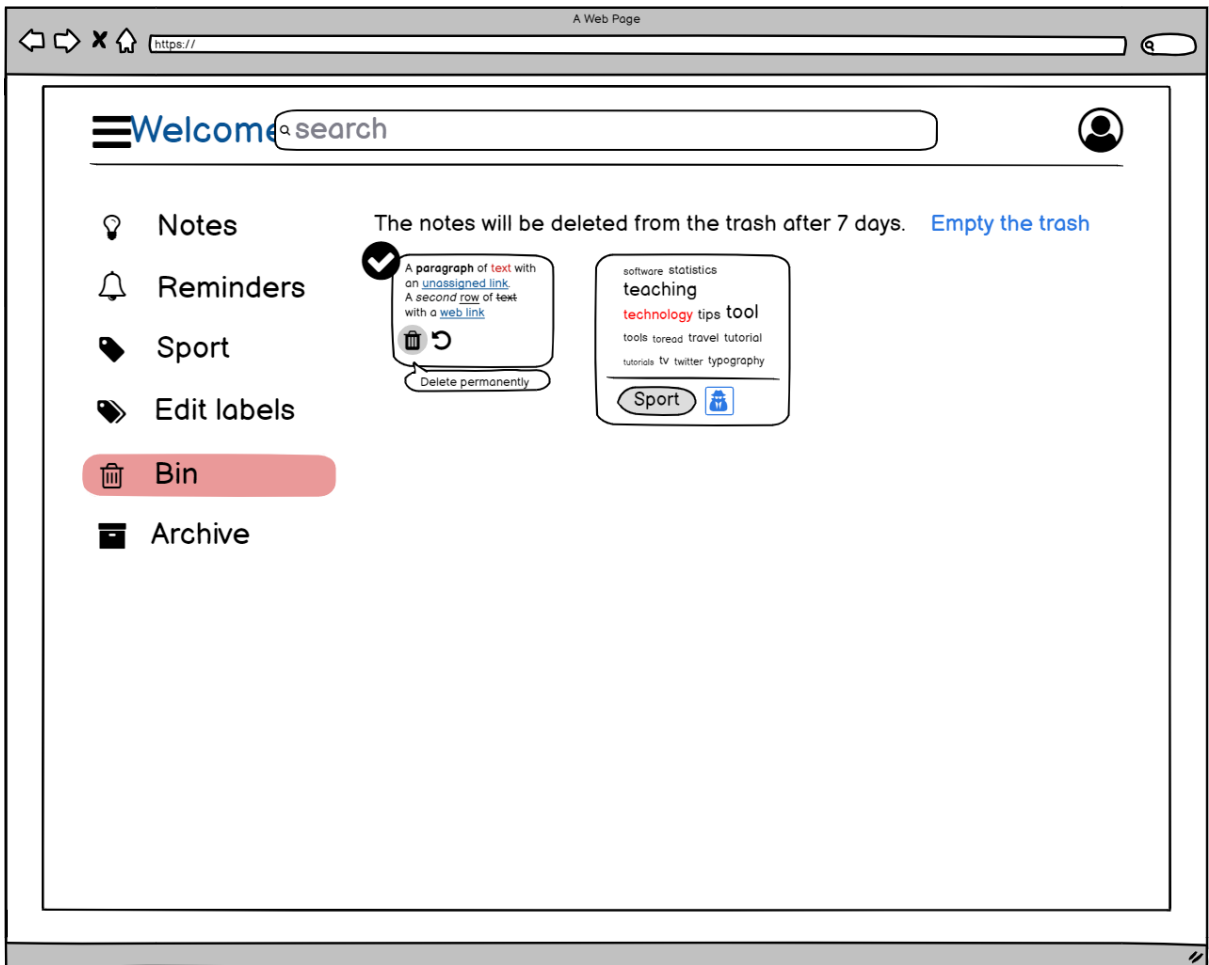 A Web Page
https://
Welcome
search
Notes
Reminders
Sport
Edit labels
Bin
Archive
The notes will be deleted from the trash after 7 days. Empty the trash
A paragraph of text with
an unassigned link.
A second row of text
with a web link
Delete permanently
software statistics
teaching
technology tips tool
tools toread travel tutorial
tutorials tv twitter typography
Sport